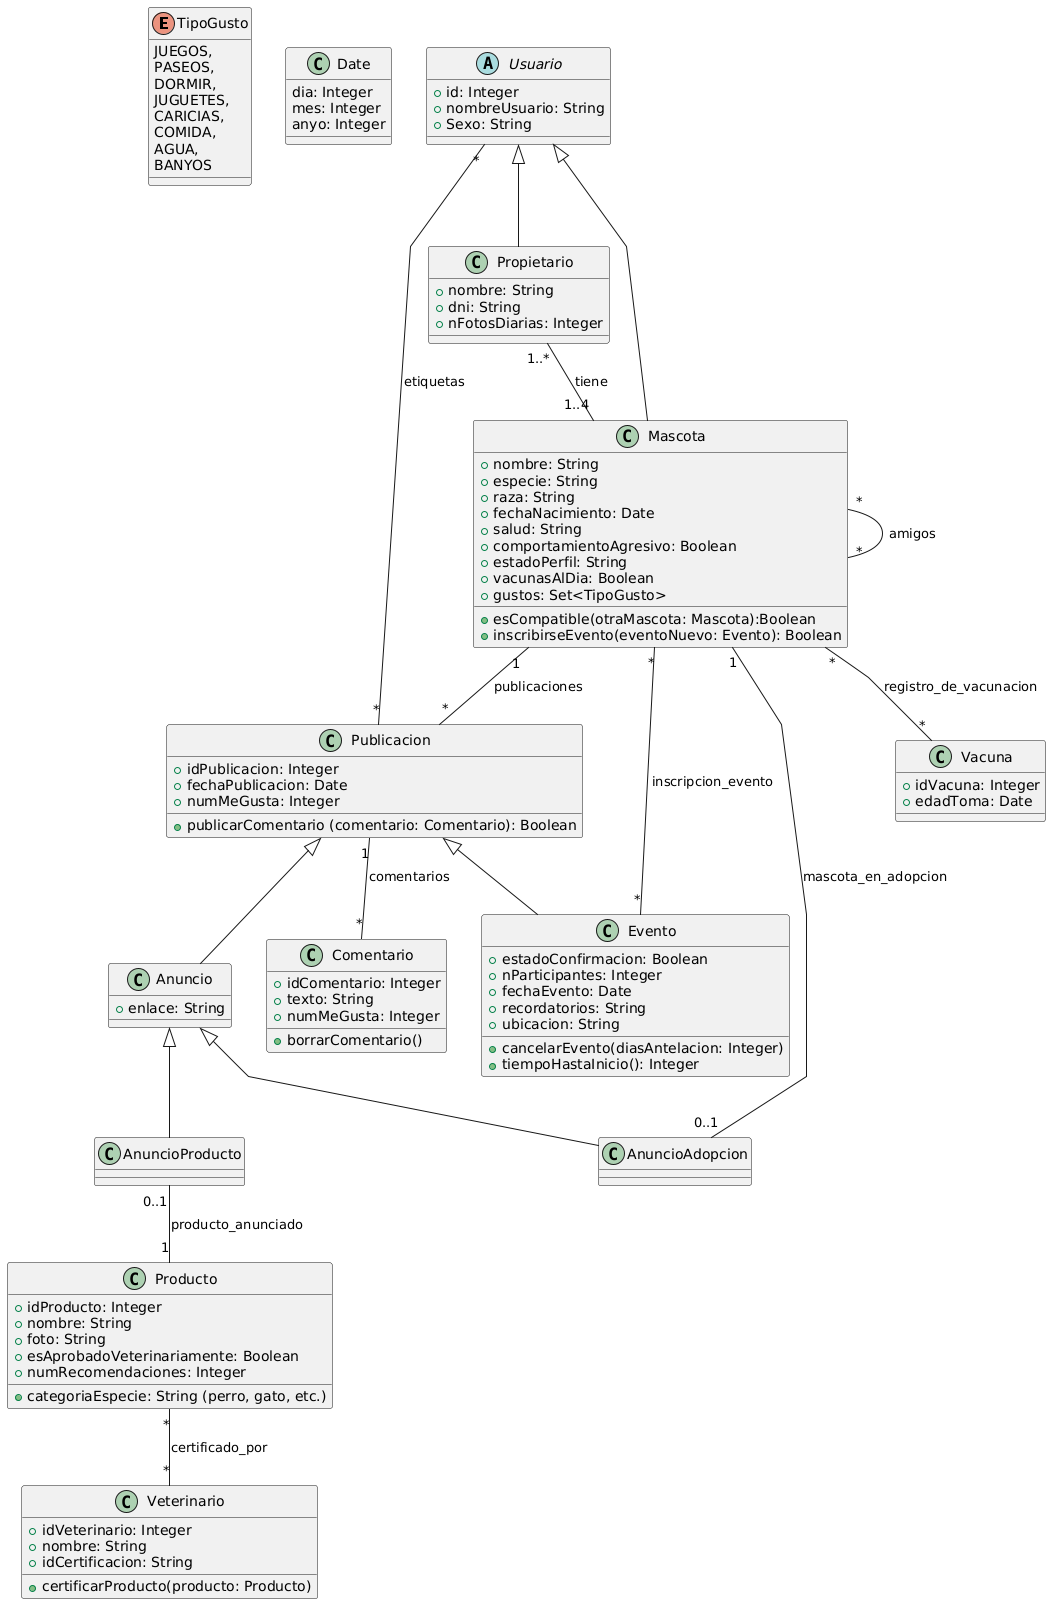 TipoGusto
JUEGOS,
PASEOS,
DORMIR,
JUGUETES,
CARICIAS,
COMIDA,
AGUA,
BANYOS
Date
dia: Integer
mes: Integer
anyo: Integer
Usuario
id: Integer
nombreUsuario: String
Sexo: String
*
Propietario
nombre: String
dni: String
nFotosDiarias: Integer
1..*
etiquetas
tiene
1..4
Mascota
nombre: String
especie: String
raza: String
fechaNacimiento: Date
salud: String
comportamientoAgresivo: Boolean
estadoPerfil: String
vacunasAlDia: Boolean
gustos: Set<TipoGusto>
esCompatible(otraMascota: Mascota):Boolean
inscribirseEvento(eventoNuevo: Evento): Boolean
*
amigos
*
1
*
1
*
publicaciones
registro_de_vacunacion
*
*
*
Publicacion
idPublicacion: Integer
fechaPublicacion: Date
numMeGusta: Integer
publicarComentario (comentario: Comentario): Boolean
inscripcion_evento
Vacuna
idVacuna: Integer
edadToma: Date
1
comentarios
mascota_en_adopcion
*
*
Anuncio
enlace: String
Comentario
idComentario: Integer
texto: String
numMeGusta: Integer
borrarComentario()
Evento
estadoConfirmacion: Boolean
nParticipantes: Integer
fechaEvento: Date
recordatorios: String
ubicacion: String
cancelarEvento(diasAntelacion: Integer)
tiempoHastaInicio(): Integer
0..1
AnuncioProducto
AnuncioAdopcion
0..1
producto_anunciado
1
Producto
idProducto: Integer
nombre: String
foto: String
esAprobadoVeterinariamente: Boolean
numRecomendaciones: Integer
categoriaEspecie: String (perro, gato, etc.)
*
certificado_por
*
Veterinario
idVeterinario: Integer
nombre: String
idCertificacion: String
certificarProducto(producto: Producto)